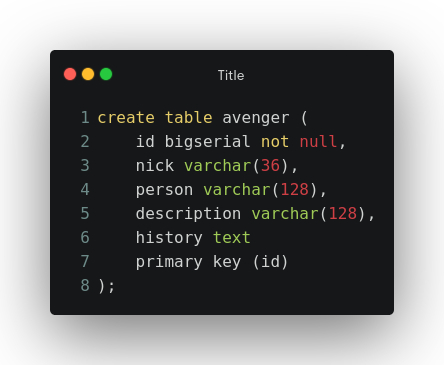 Title
1 create table avenger (
2     id bigserial not null,
3     nick varchar(36),
4     person varchar(128),
5     description varchar(128),
6     history text
7     primary key (id)
8 );